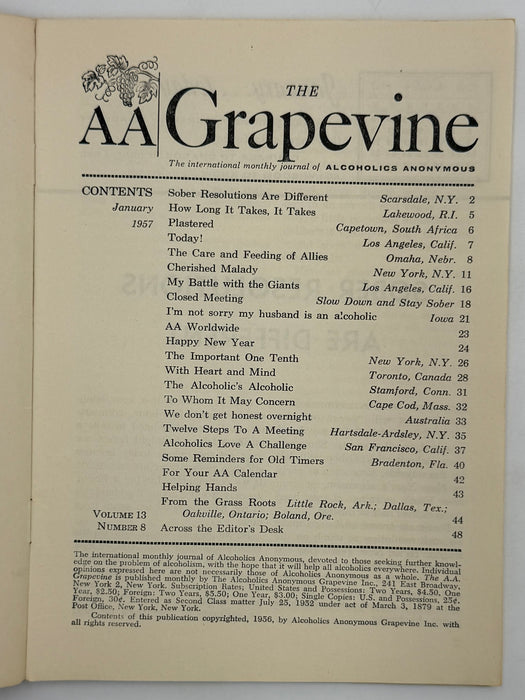 THE
AA Grapevine
The international monthly journal of ALCOHOLICS ANONYMOUS
CONTENTS
January
1957
Sober Resolutions Are Different Scarsdale, N.Y. 2
How Long It Takes, It Takes Lakewood, R.I. 5
Plastered Capetown, South Africa 6
Today! Los Angeles, Calif. 7
The Care and Feeding of Allies Omaha, Nebr. 8
Cherished Malady New York, N.Y. 11
My Battle with the Giants Los Angeles, Calif. 16
Closed Meeting Slow Down and Stay Sober 18
I'm not sorry my husband is an alcoholic Iowa 21
AA Worldwide 23
Happy New Year 24
The Important One Tenth New York, N.Y. 26
With Heart and Mind Toronto, Canada 28
The Alcoholic's Alcoholic Stamford, Conn. 31
To Whom It May Concern Cape Cod, Mass. 32
We don't get honest overnight Australia 33
Twelve Steps To A Meeting Hartsdale-Ardsley, N.Y. 35
Alcoholics Love A Challenge San Francisco, Calif. 37
Some Reminders for Old Timers Bradenton, Fla. 40
For Your AA Calendar 42
Helping Hands 43
From the Grass Roots Little Rock, Ark.; Dallas, Tex.;
Oakville, Ontario; Boland, Ore. 44
Across the Editor's Desk 48
VOLUME 13
NUMBER 8
The international monthly journal of Alcoholics Anonymous, devoted to those seeking further knowl-
edge on the problem of alcoholism, with the hope that it will help all alcoholics everywhere. Individual
opinions expressed here are not necessarily those of Alcoholics Anonymous as a whole. The A.A.
Grapevine is published monthly by The Alcoholics Anonymous Grapevine Inc., 241 East Broadway,
New York 2, New York. Subscription Rates; United States and Possessions: Two Years, $4.50. One
Year, $2.50; Foreign: Two Years, $5.50; One Year, $3.00; Single Copies: U.S. and Possessions, 25¢.
Foreign, 30¢. Entered as Second Class matter July 25, 1952 under act of March 3, 1879 at the
Post Office, New York, New York.
Contents of this publication copyrighted, 1956, by Alcoholics Anonymous Grapevine Inc. with
all rights reserved.